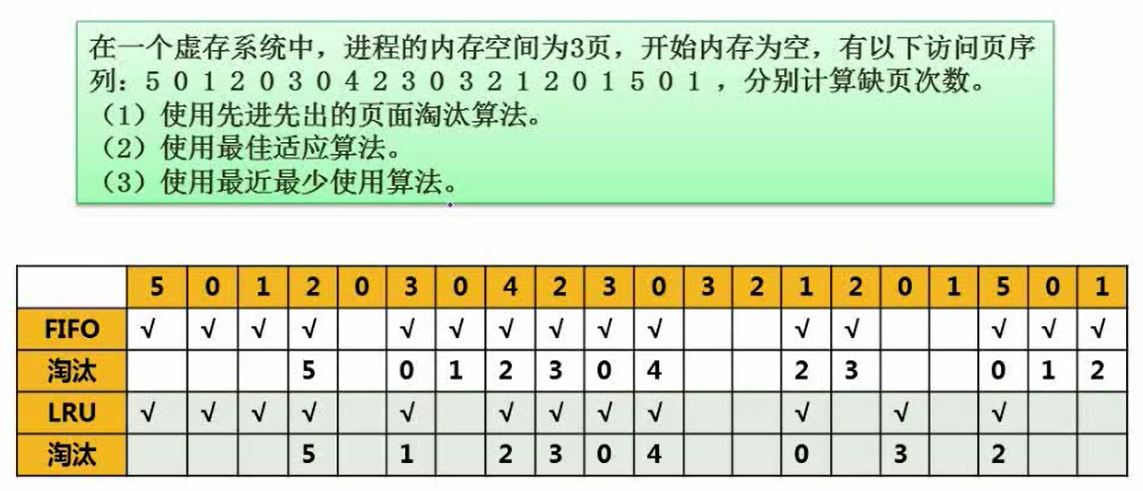 在一个虚存系统中，进程的内存空间为3页，开始内存为空，有以下访问页序
列：5 0 1 2 0 3 0 4 2 3 0 3 2 1 2 0 1 5 0 1 ，分别计算缺页次数。
（1）使用先进先出的页面淘汰算法。
（2）使用最佳适应算法。
（3）使用最近最少使用算法。
5 0 1 2 0 3 0 4 2 3 0 3 2 1 2 0 1 5 0 1
FIFO √ √ √ √ √ √ √ √ √ √ √ √ √ √ √
淘汰 5 0 1 2 3 0 4 2 3 0 1 2
LRU √ √ √ √ √ √ √ √ √ √ √ √
淘汰 5 1 2 3 0 4 0 3 2